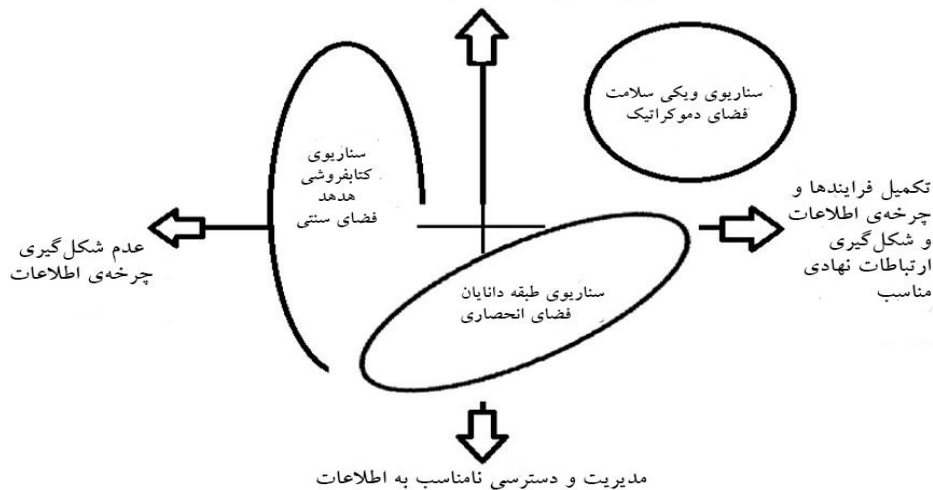 سناریوی ویکی سلامت
فضای دموکراتیک
سناریوی
کتابفروشی
هدهد
فضای سنتی
تکمیل فرایندها و
چرخه‌ی اطلاعات
و شکل‌گیری
ارتباطات نهادی
مناسب
عدم شکل‌گیری
چرخه‌ی اطلاعات
سناریوی طبقه دانایان
فضای انحصاری
مدیریت و دسترسی نامناسب به اطلاعات